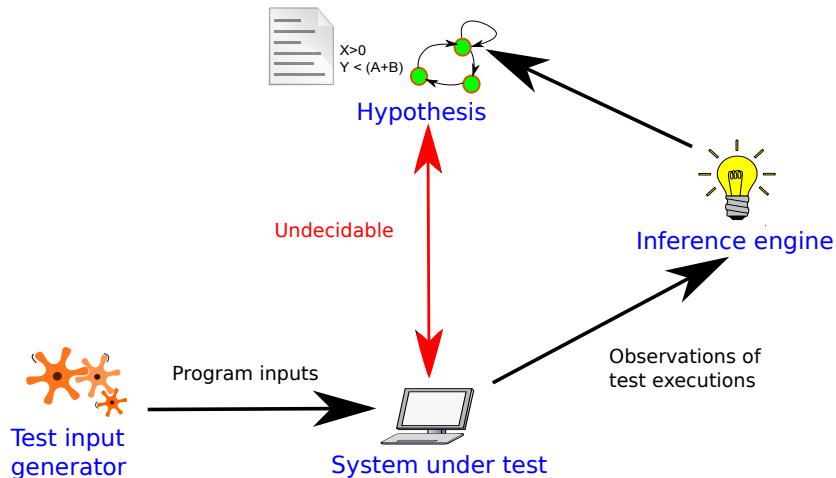 X>0
Y < (A+B)
Hypothesis
Undecidable
Inference engine
Program inputs
Observations of
test executions
Test input
generator
System under test